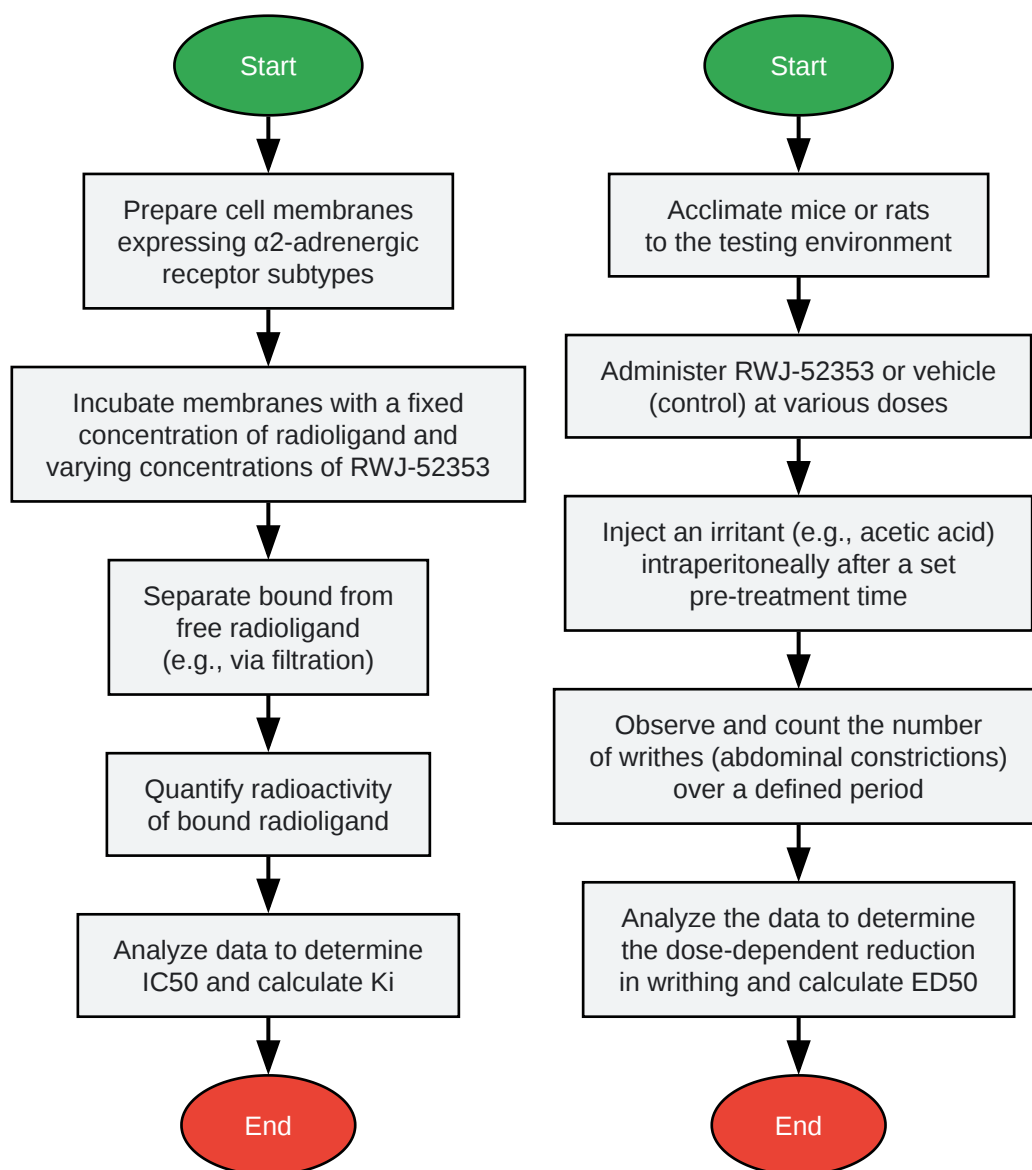 Start
Prepare cell membranes
expressing α2-adrenergic
receptor subtypes
Incubate membranes with a fixed
concentration of radioligand and
varying concentrations of RWJ-52353
Separate bound from
free radioligand
(e.g., via filtration)
Quantify radioactivity
of bound radioligand
Analyze data to determine
IC50 and calculate Ki
End
Start
Acclimate mice or rats
to the testing environment
Administer RWJ-52353 or vehicle
(control) at various doses
Inject an irritant (e.g., acetic acid)
intraperitoneally after a set
pre-treatment time
Observe and count the number
of writhes (abdominal constrictions)
over a defined period
Analyze the data to determine
the dose-dependent reduction
in writhing and calculate ED50
End